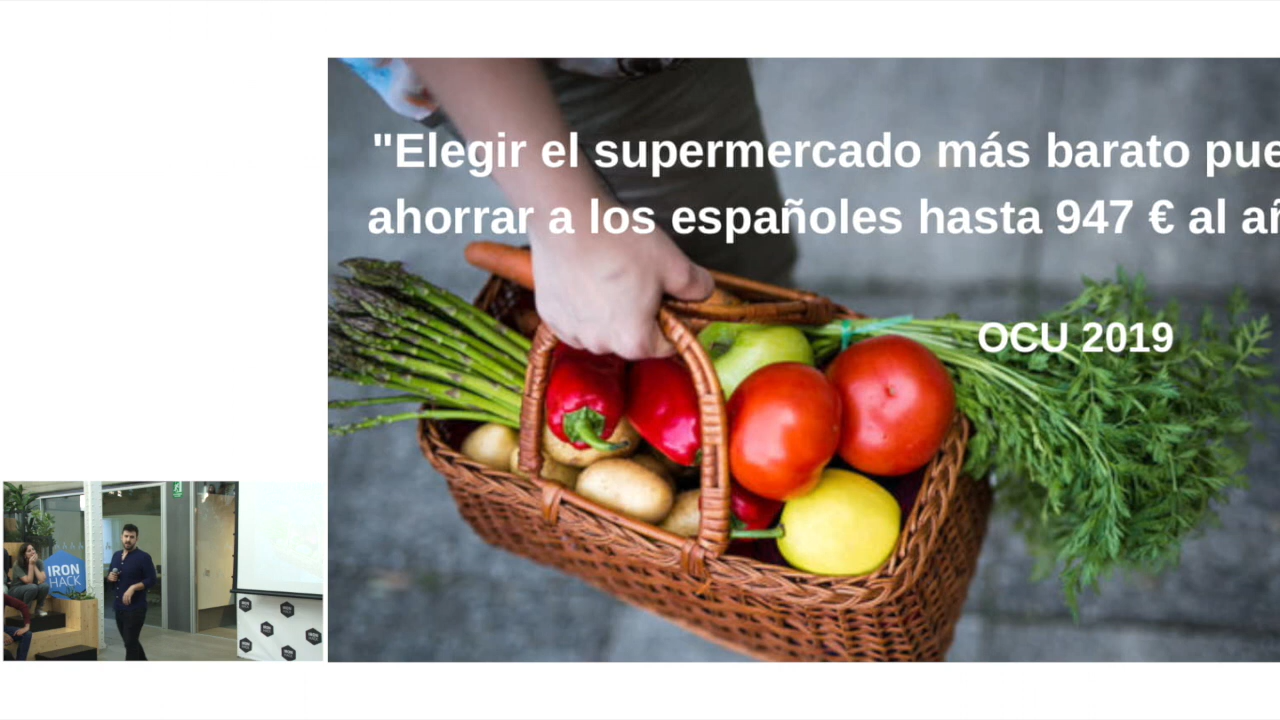 "Elegir el supermercado más barato pue
ahorrar a los españoles hasta 947 € al añ
OCU 2019
IRON
HACK